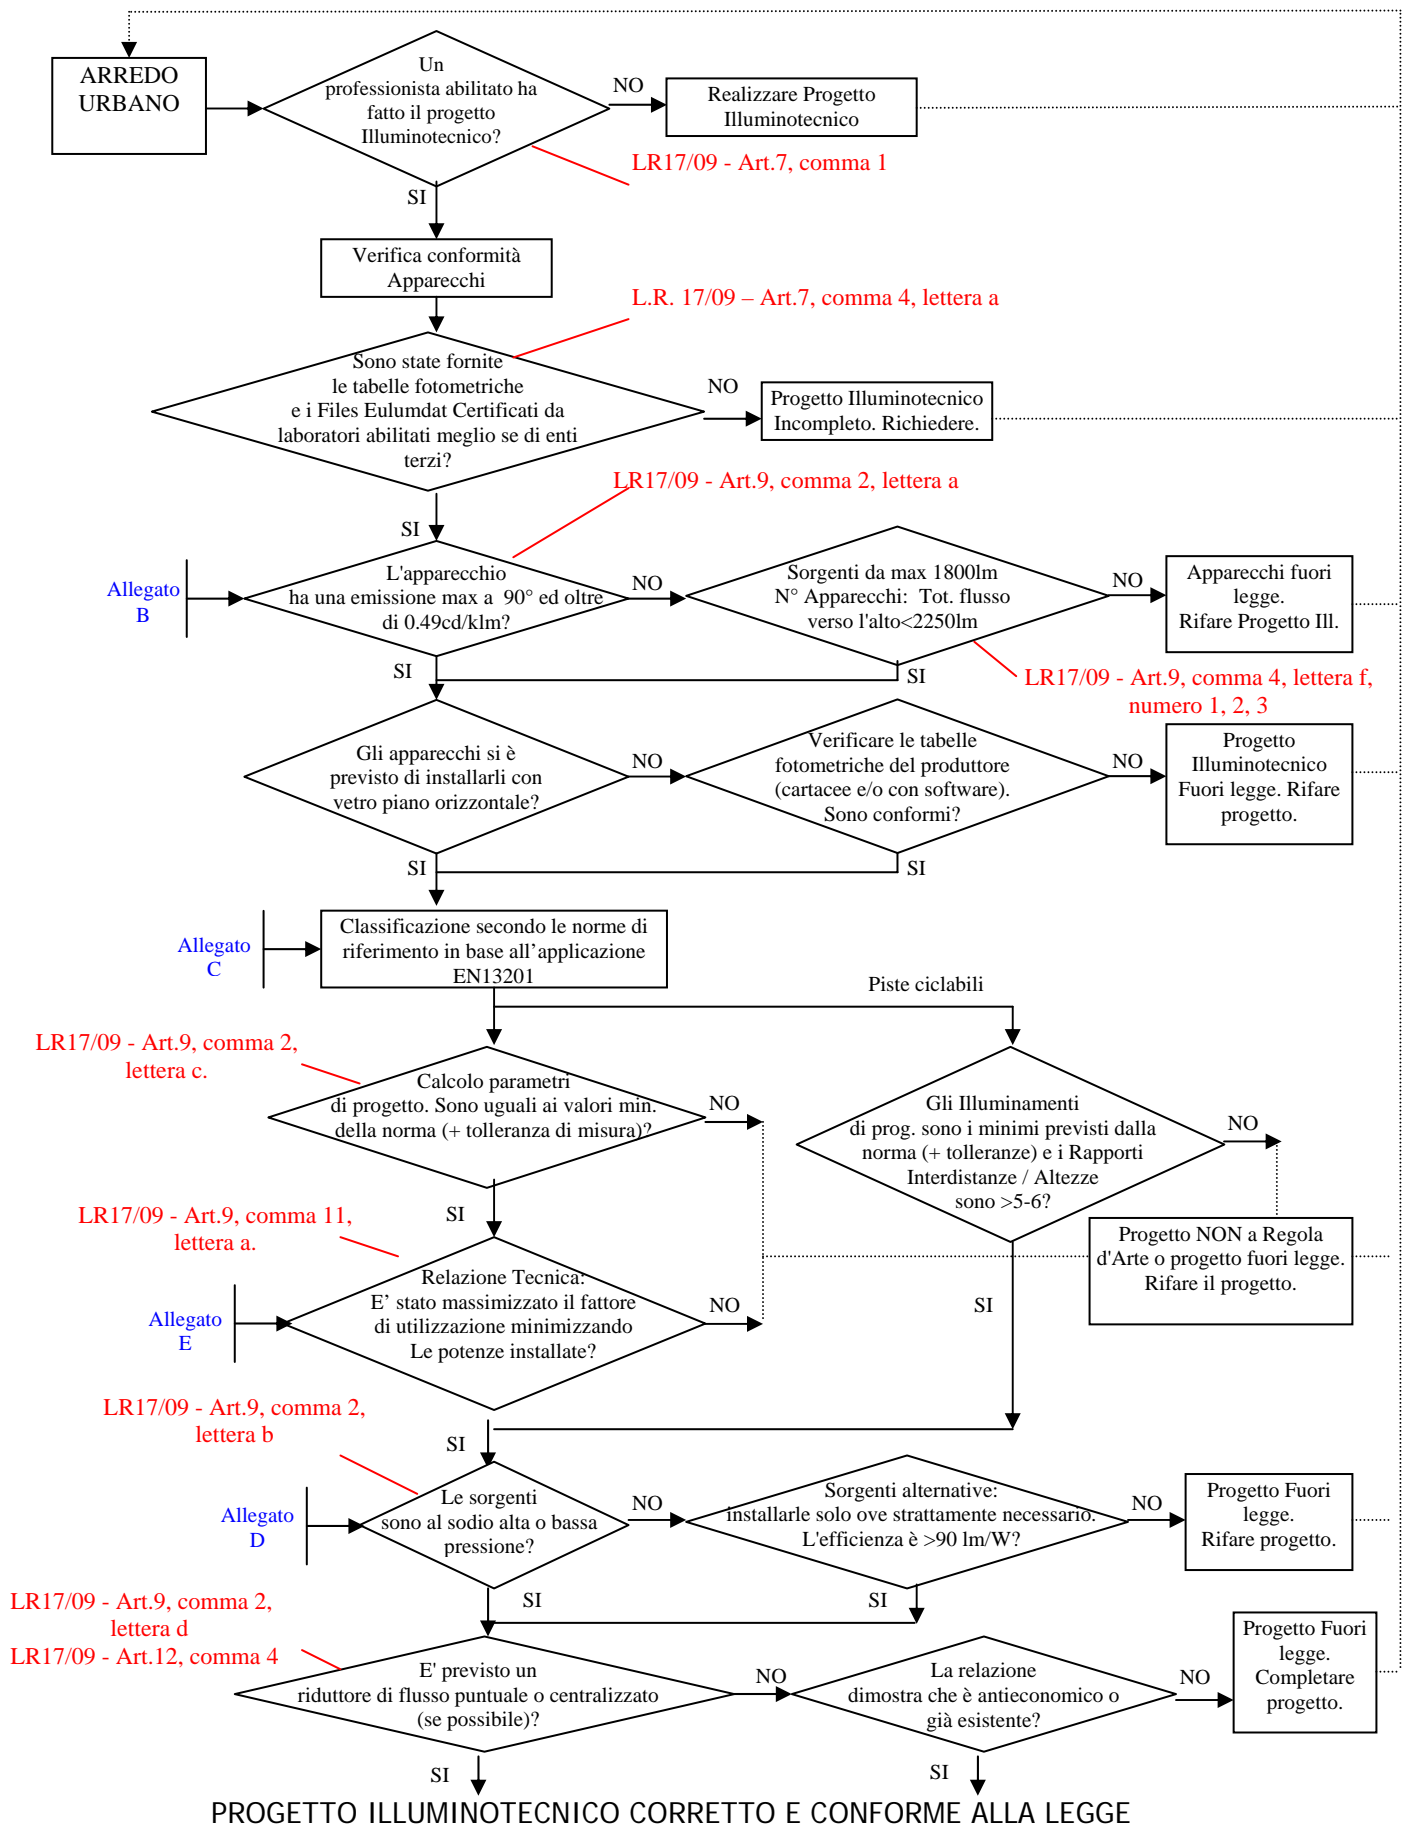 ARREDO
URBANO
Un
professionista abilitato ha
fatto il progetto
Illuminotecnico?
NO
Realizzare Progetto
Illuminotecnico
LR17/09 - Art.7, comma 1
SI
Verifica conformità
Apparecchi
L.R. 17/09 – Art.7, comma 4, lettera a
Sono state fornite
le tabelle fotometriche
e i Files Eulumdat Certificati da
laboratori abilitati meglio se di enti
terzi?
NO
Progetto Illuminotecnico
Incompleto. Richiedere.
LR17/09 - Art.9, comma 2, lettera a
SI
Allegato
B
L'apparecchio
ha una emissione max a 90° ed oltre
di 0.49cd/klm?
NO
Sorgenti da max 1800lm
N° Apparecchi: Tot. flusso
verso l'alto<2250lm
NO
Apparecchi fuori
legge.
Rifare Progetto Ill.
SI
SI
LR17/09 - Art.9, comma 4, lettera f,
numero 1, 2, 3
Gli apparecchi si è
previsto di installarli con
vetro piano orizzontale?
NO
Verificare le tabelle
fotometriche del produttore
(cartacee e/o con software).
Sono conformi?
NO
Progetto
Illuminotecnico
Fuori legge. Rifare
progetto.
SI
SI
Allegato
C
Classificazione secondo le norme di
riferimento in base all’applicazione
EN13201
Piste ciclabili
LR17/09 - Art.9, comma 2,
lettera c.
Calcolo parametri
di progetto. Sono uguali ai valori min.
della norma (+ tolleranza di misura)?
NO
Gli Illuminamenti
di prog. sono i minimi previsti dalla
norma (+ tolleranze) e i Rapporti
Interdistanze / Altezze
sono >5-6?
NO
SI
LR17/09 - Art.9, comma 11,
lettera a.
Progetto NON a Regola
d'Arte o progetto fuori legge.
Rifare il progetto.
Allegato
E
Relazione Tecnica:
E’ stato massimizzato il fattore
di utilizzazione minimizzando
Le potenze installate?
NO
SI
LR17/09 - Art.9, comma 2,
lettera b
SI
Allegato
D
Le sorgenti
sono al sodio alta o bassa
pressione?
NO
Sorgenti alternative:
installarle solo ove strattamente necessario.
L'efficienza è >90 lm/W?
NO
Progetto Fuori
legge.
Rifare progetto.
SI
SI
LR17/09 - Art.9, comma 2,
lettera d
LR17/09 - Art.12, comma 4
E' previsto un
riduttore di flusso puntuale o centralizzato
(se possibile)?
NO
La relazione
dimostra che è antieconomico o
già esistente?
NO
Progetto Fuori
legge.
Completare
progetto.
SI
SI
PROGETTO ILLUMINOTECNICO CORRETTO E CONFORME ALLA LEGGE